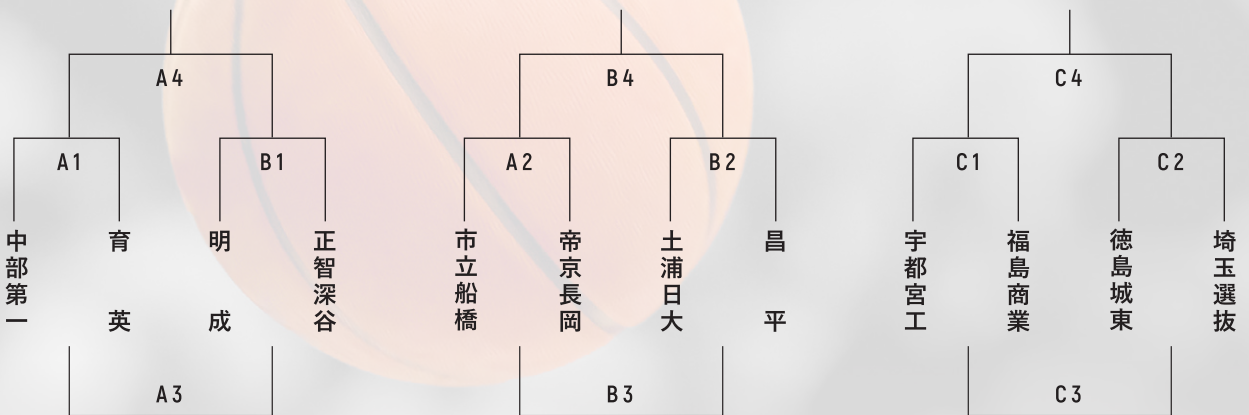 A4
B4
C4
A1
B1
A2
B2
C1
C2
中部第一
育英
明成
正智深谷
市立船橋
帝京長岡
土浦日大
昌平
宇都宮工
福島商業
徳島城東
埼玉選抜
A3
B3
C3